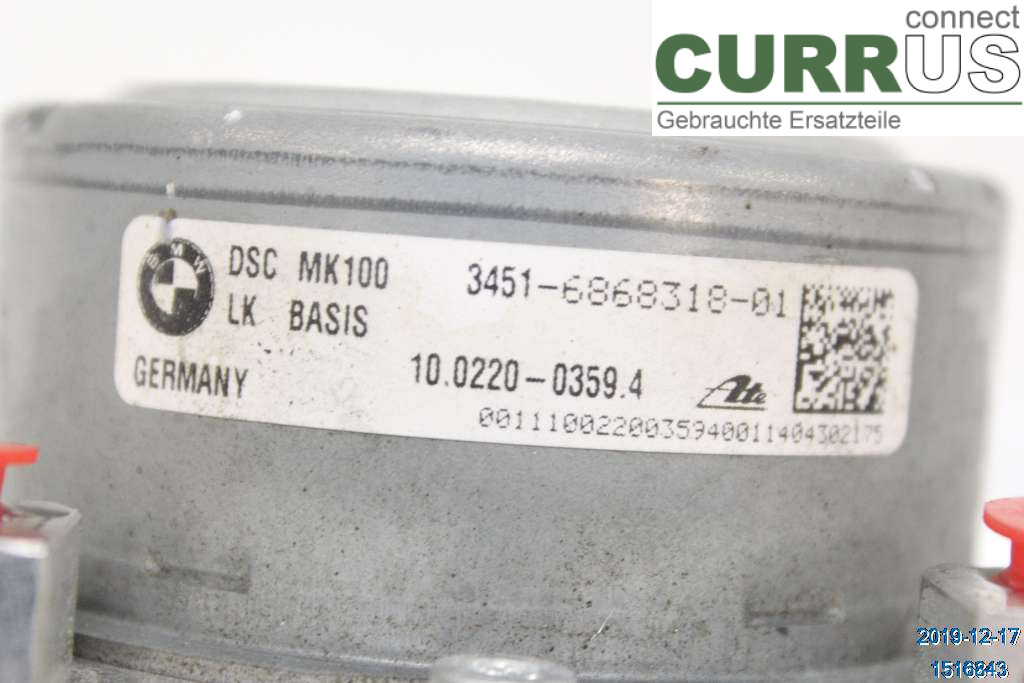 connect
CURRUS
Gebrauchte Ersatzteile
BMW
DSC MK100 3451-6868318-01
LK BASIS
GERMANY 10.0220-0359.4 Ate
0011100220035940011404302175
2019-12-17
1516843